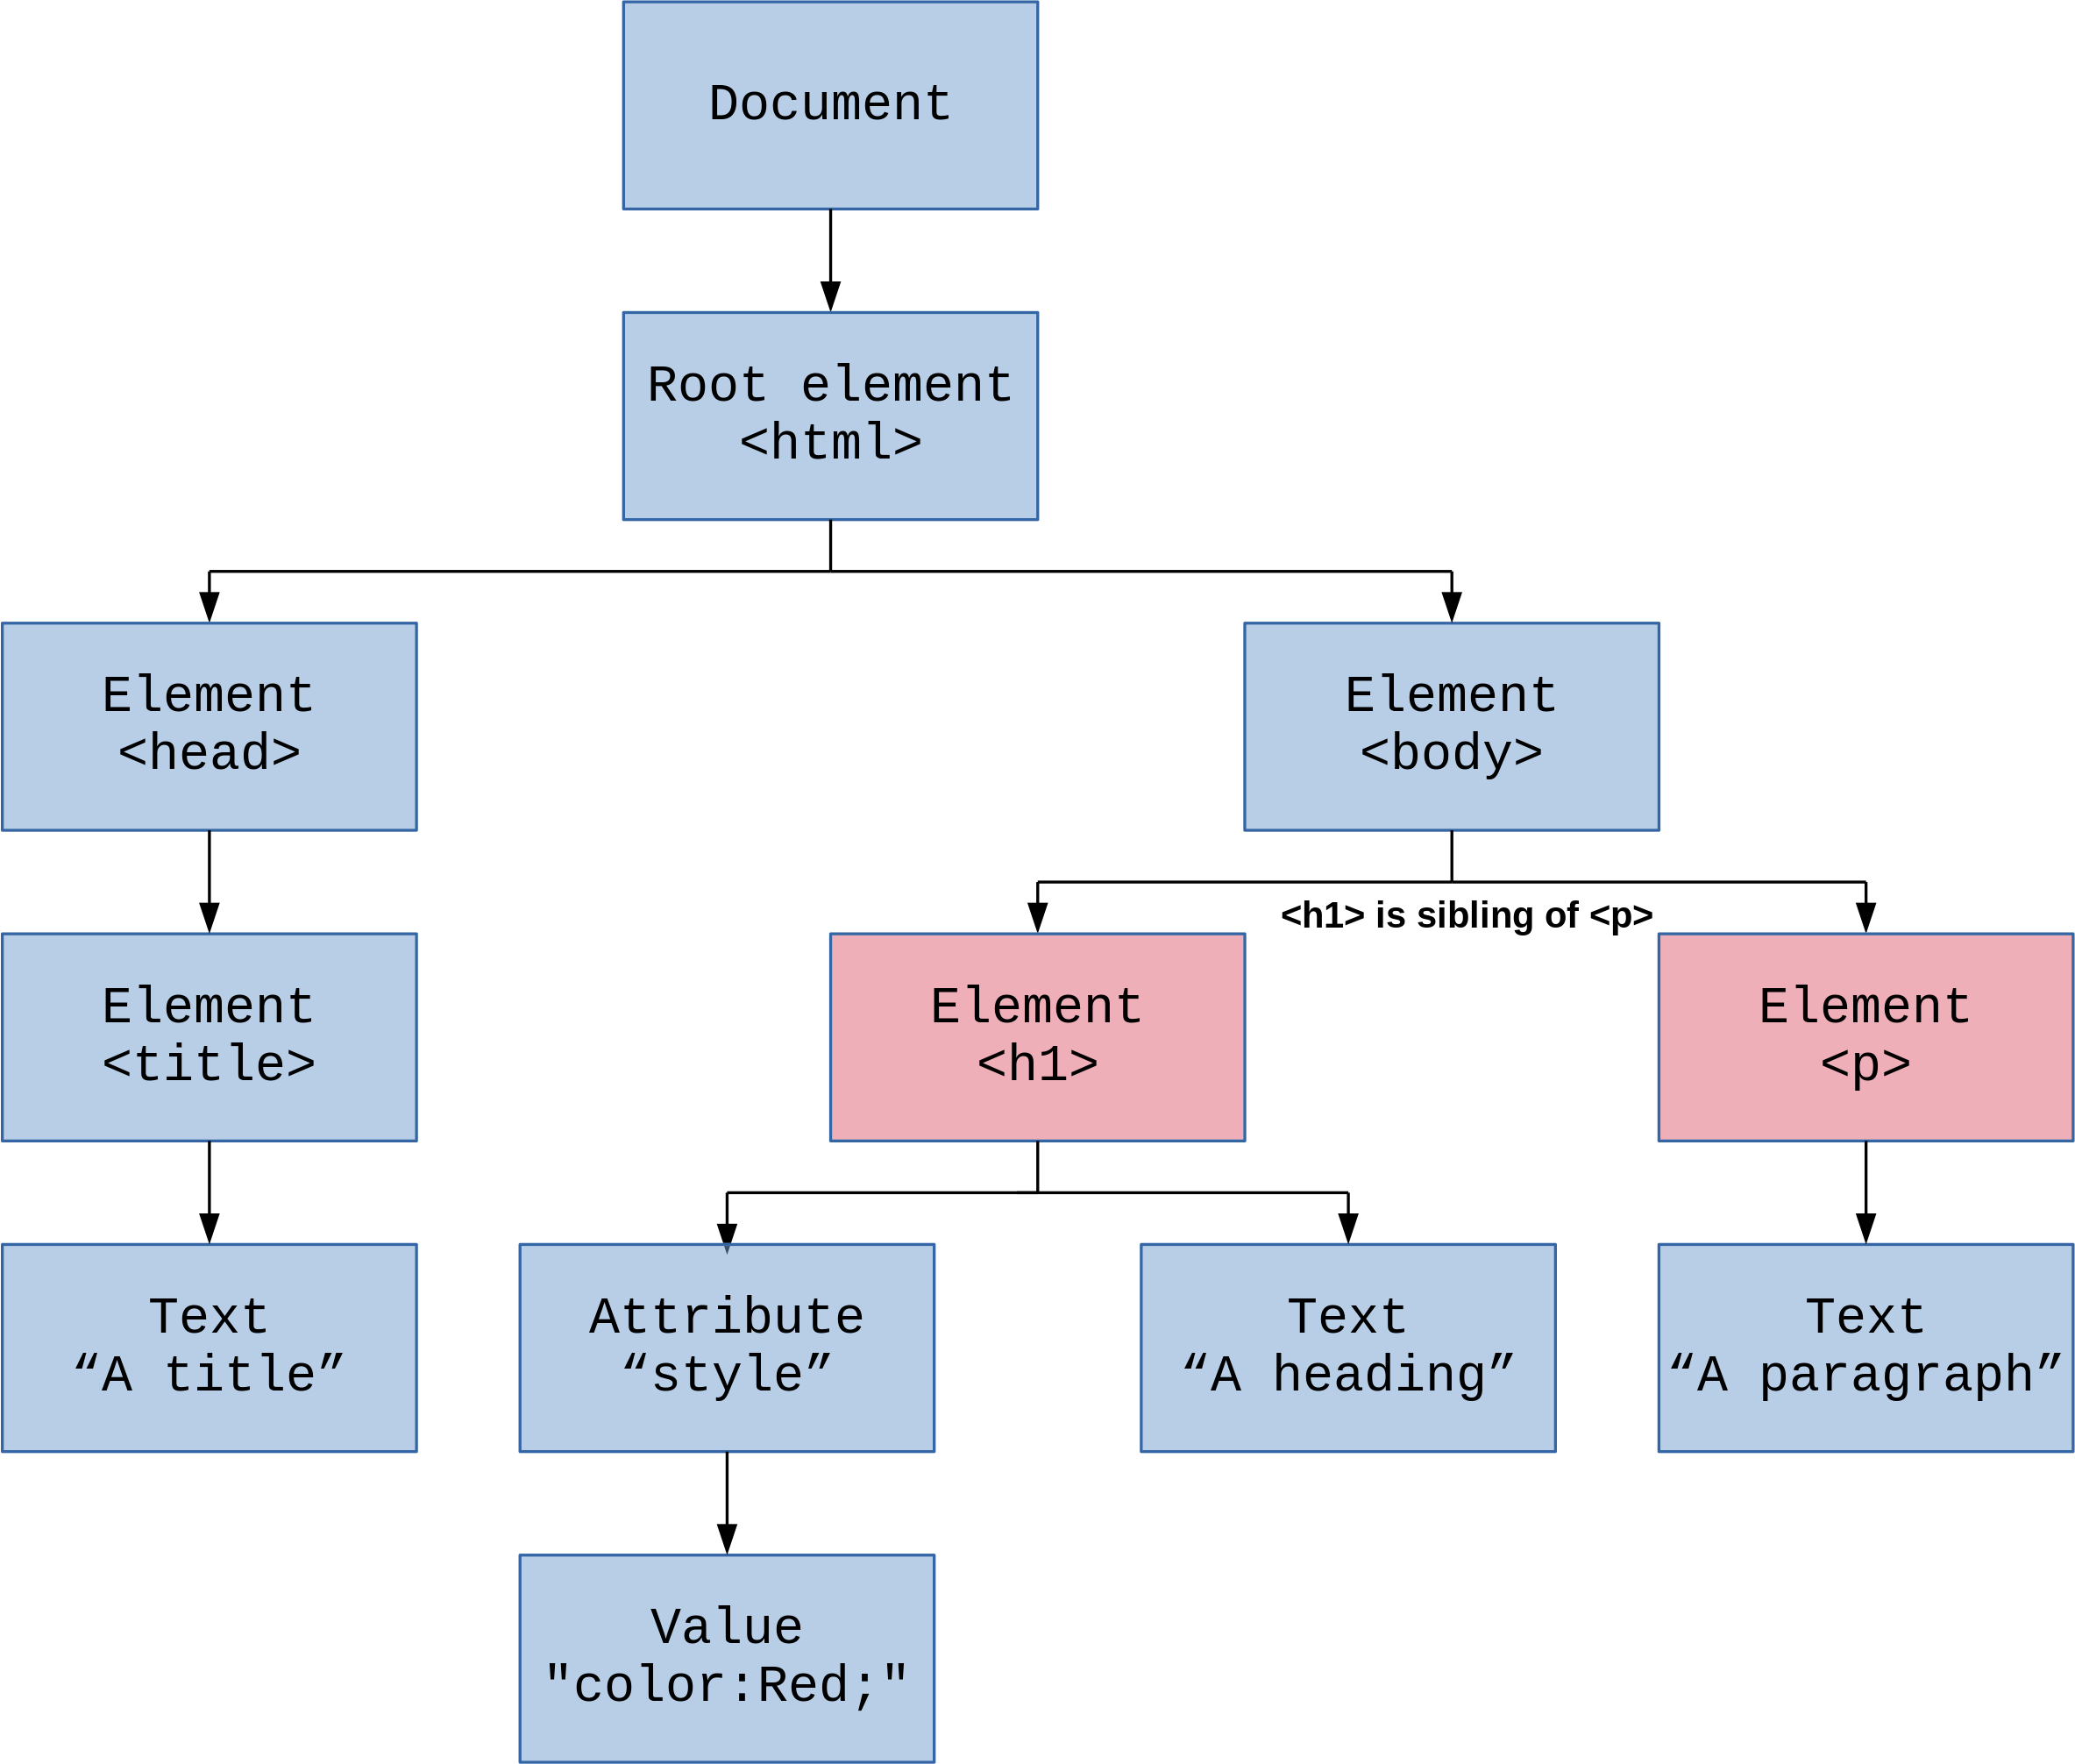 Document
Root element
<html>
Element
<head>
Element
<body>
<h1> is sibling of <p>
Element
<title>
Element
<h1>
Element
<p>
Text
“A title”
Attribute
“style”
Text
“A heading”
Text
“A paragraph”
Value
"color:Red;"